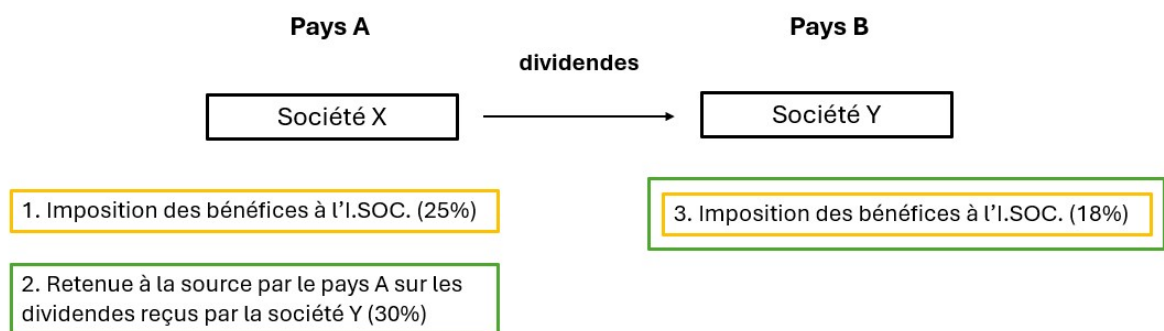 Pays A
Pays B
dividendes
Société X
Société Y
1. Imposition des bénéfices à l’I.SOC. (25%)
3. Imposition des bénéfices à l’I.SOC. (18%)
2. Retenue à la source par le pays A sur les
dividendes reçus par la société Y (30%)